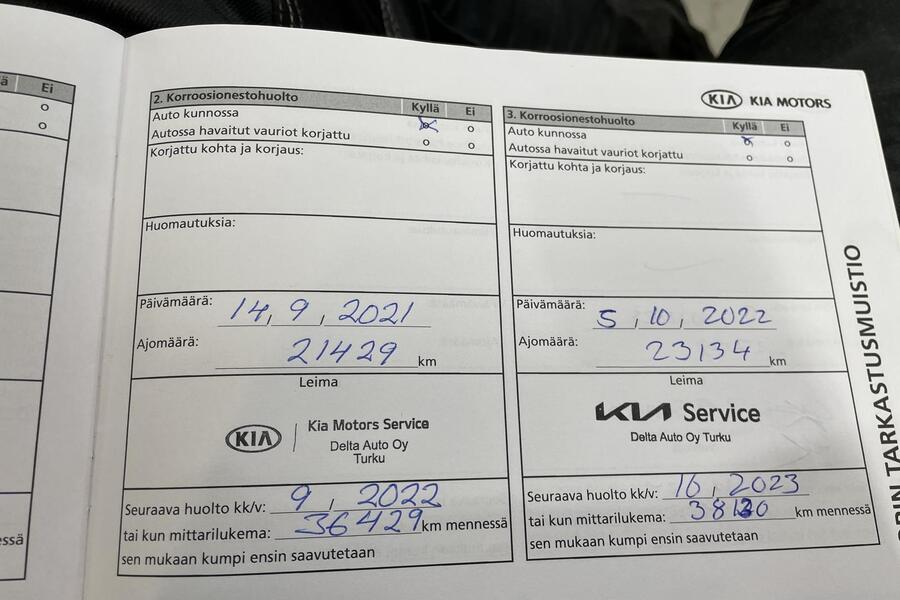 Ei
KIA KIA MOTORS
2. Korroosionestohuolto Kyllä Ei
Auto kunnossa
Autossa havaitut vauriot korjattu
Korjattu kohta ja korjaus:
Huomautuksia:
Päivämäärä: 14, 9, 2021
Ajomäärä: 21429 km
Leima
KIA Kia Motors Service
Delta Auto Oy
Turku
Seuraava huolto kk/v: 9, 2022
tai kun mittarilukema: 36429 km mennessä
sen mukaan kumpi ensin saavutetaan
3. Korroosionestohuolto Kyllä Ei
Auto kunnossa
Autossa havaitut vauriot korjattu
Korjattu kohta ja korjaus:
Huomautuksia:
Päivämäärä: 5, 10, 2022
Ajomäärä: 23134 km
Leima
KIA Service
Delta Auto Oy Turku
Seuraava huolto kk/v: 10, 2023
tai kun mittarilukema: km mennessä
sen mukaan kumpi ensin saavutetaan
TARKASTUSMUISTIO